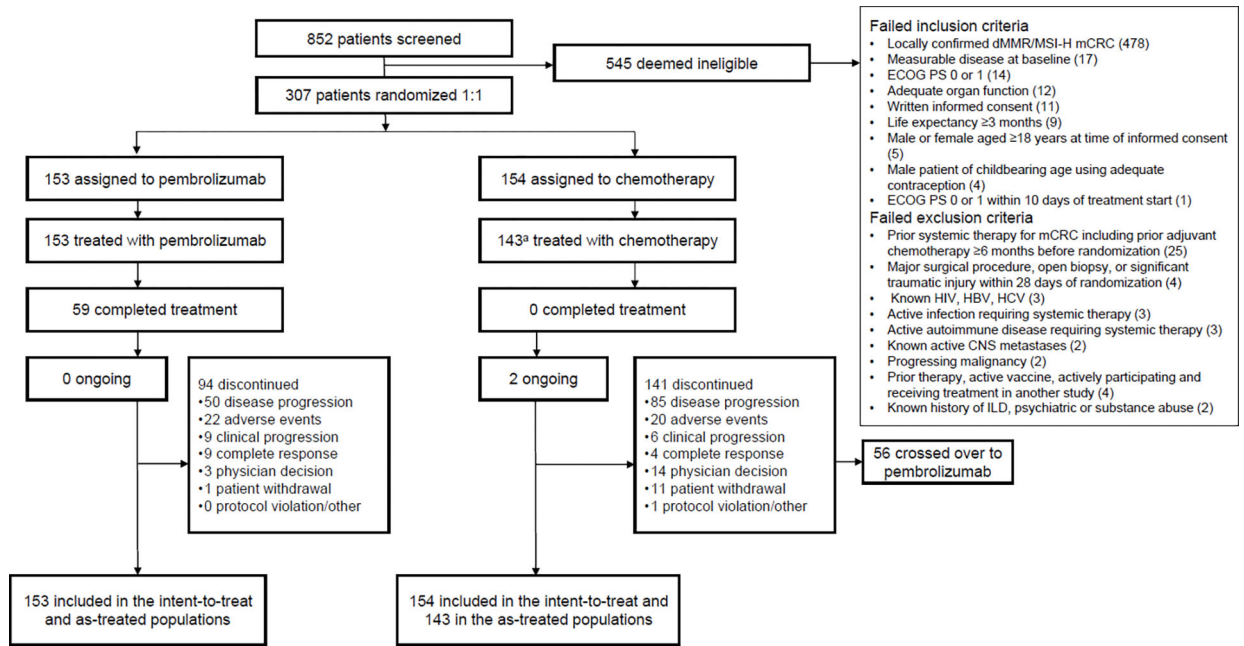 852 patients screened
545 deemed ineligible
307 patients randomized 1:1
Failed inclusion criteria
• Locally confirmed dMMR/MSI-H mCRC (478)
• Measurable disease at baseline (17)
• ECOG PS 0 or 1 (14)
• Adequate organ function (12)
• Written informed consent (11)
• Life expectancy ≥3 months (9)
• Male or female aged ≥18 years at time of informed consent
(5)
• Male patient of childbearing age using adequate
contraception (4)
• ECOG PS 0 or 1 within 10 days of treatment start (1)
Failed exclusion criteria
• Prior systemic therapy for mCRC including prior adjuvant
chemotherapy ≥6 months before randomization (25)
• Major surgical procedure, open biopsy, or significant
traumatic injury within 28 days of randomization (4)
• Known HIV, HBV, HCV (3)
• Active infection requiring systemic therapy (3)
• Active autoimmune disease requiring systemic therapy (3)
• Known active CNS metastases (2)
• Progressing malignancy (2)
• Prior therapy, active vaccine, actively participating and
receiving treatment in another study (4)
• Known history of ILD, psychiatric or substance abuse (2)
153 assigned to pembrolizumab
153 treated with pembrolizumab
59 completed treatment
0 ongoing
94 discontinued
•50 disease progression
•22 adverse events
•9 clinical progression
•9 complete response
•3 physician decision
•1 patient withdrawal
•0 protocol violation/other
153 included in the intent-to-treat
and as-treated populations
154 assigned to chemotherapy
143ᵃ treated with chemotherapy
0 completed treatment
2 ongoing
141 discontinued
•85 disease progression
•20 adverse events
•6 clinical progression
•4 complete response
•14 physician decision
•11 patient withdrawal
•1 protocol violation/other
56 crossed over to
pembrolizumab
154 included in the intent-to-treat and
143 in the as-treated populations